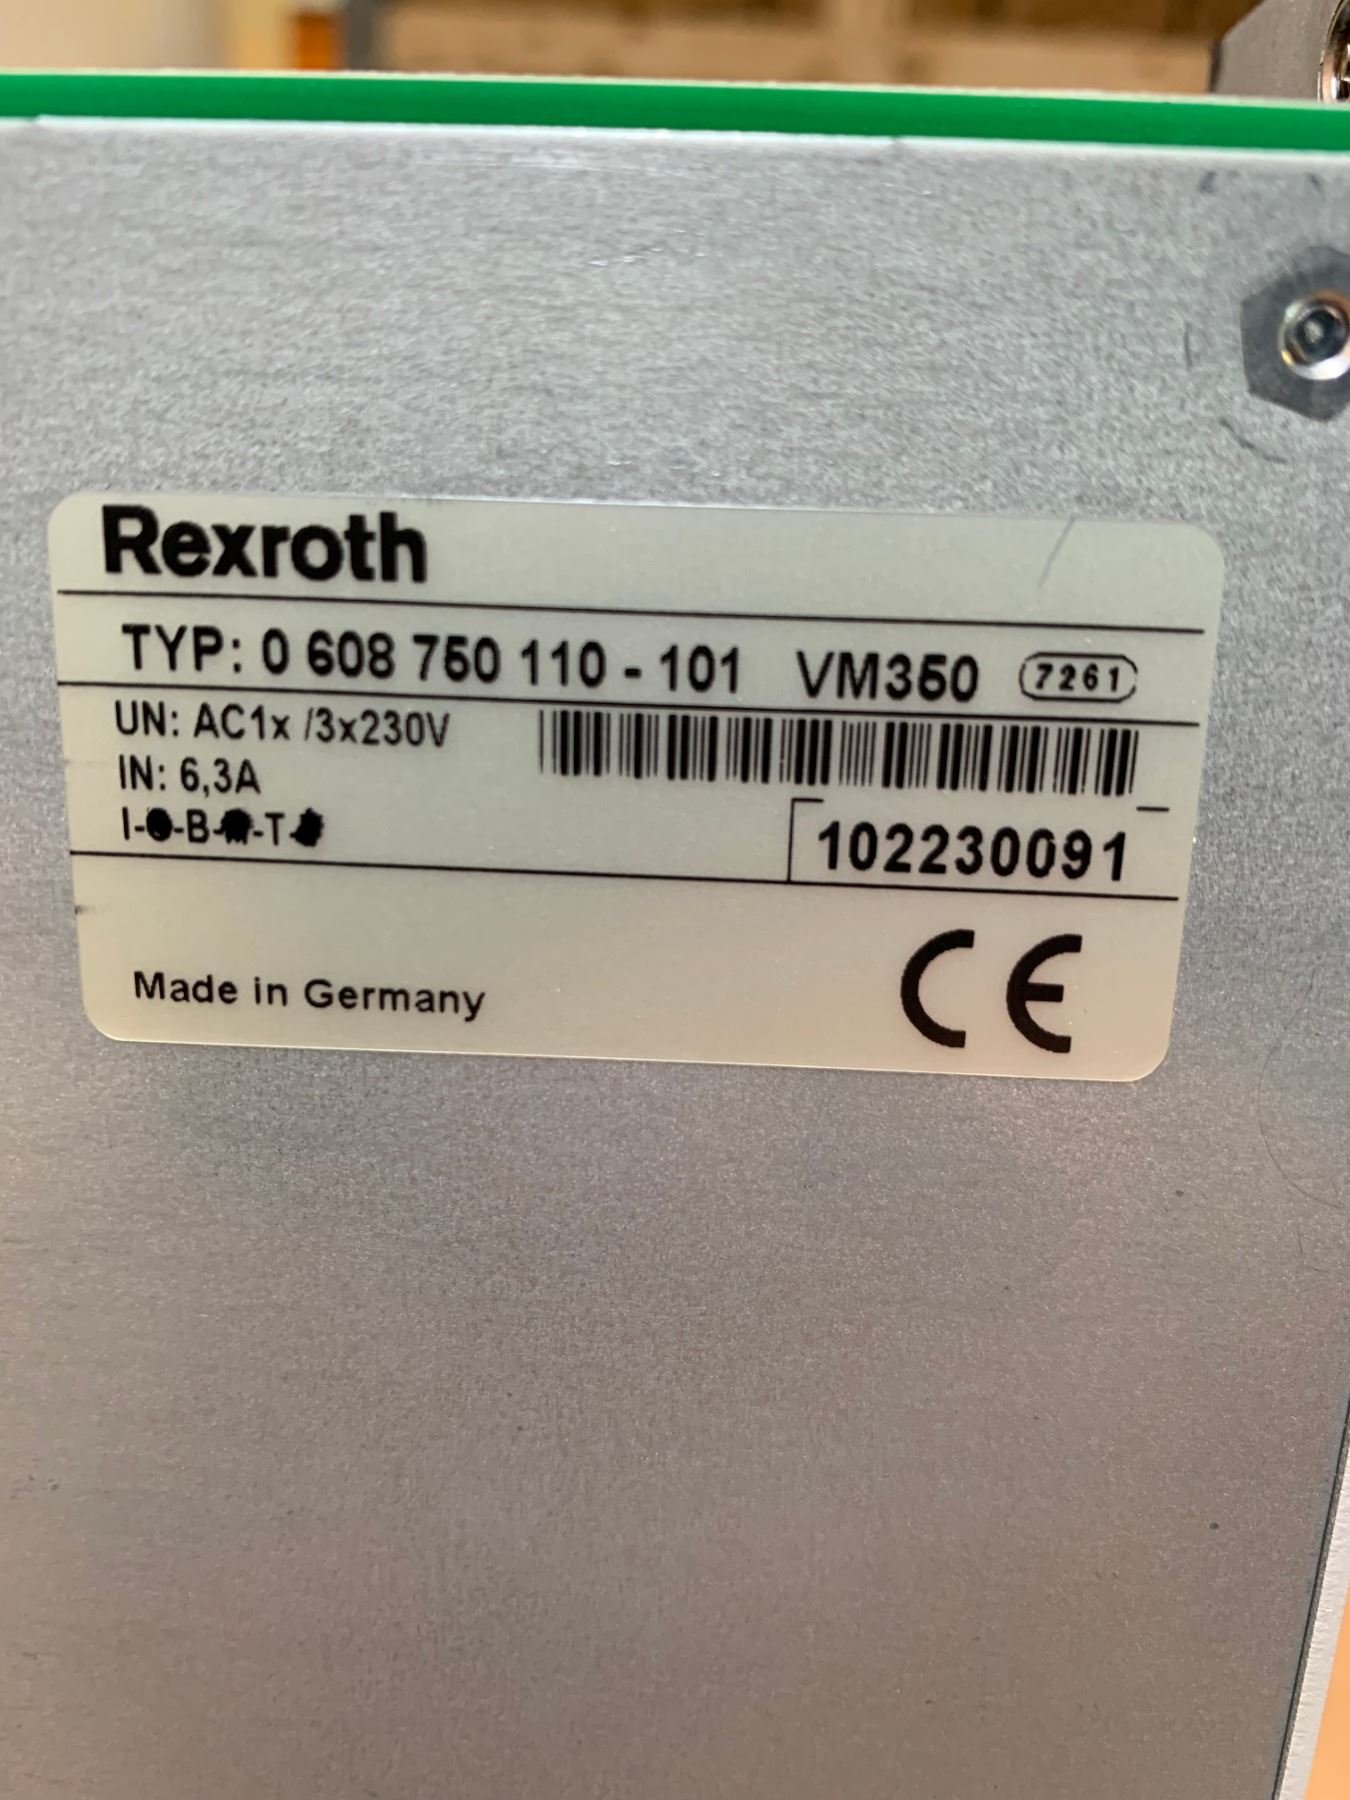 Rexroth
TYP: 0 608 750 110 - 101 VM350 7261
UN: AC1x /3x230V
IN: 6,3A
I- -B- -T-
102230091
Made in Germany
CE